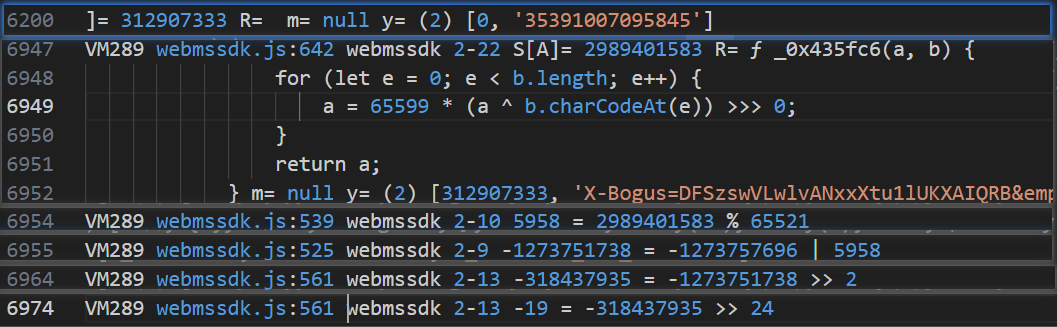 6200 ]= 312907333 R=  m= null y= (2) [0, '35391007095845']
6947 VM289 webmssdk.js:642 webmssdk 2-22 S[A]= 2989401583 R= ƒ _0x435fc6(a, b) {
6948 for (let e = 0; e < b.length; e++) {
6949 a = 65599 * (a ^ b.charCodeAt(e)) >>> 0;
6950 }
6951 return a;
6952 } m= null y= (2) [312907333, 'X-Bogus=DFSzswVLwlvANxxXtu1lUKXAIQRB&emp
6954 VM289 webmssdk.js:539 webmssdk 2-10 5958 = 2989401583 % 65521
6955 VM289 webmssdk.js:525 webmssdk 2-9 -1273751738 = -1273757696 | 5958
6964 VM289 webmssdk.js:561 webmssdk 2-13 -318437935 = -1273751738 >> 2
6974 VM289 webmssdk.js:561 webmssdk 2-13 -19 = -318437935 >> 24